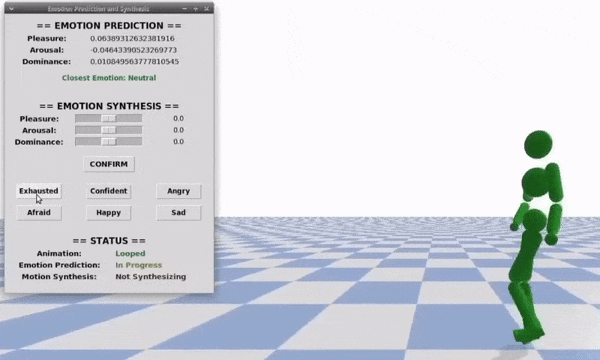 Emotion Prediction and Synthesis
== EMOTION PREDICTION ==
Pleasure: 0.06389312632381916
Arousal: -0.04643390523269773
Dominance: 0.010849563777810545
Closest Emotion: Neutral
== EMOTION SYNTHESIS ==
Pleasure: 0.0
Arousal: 0.0
Dominance: 0.0
CONFIRM
Exhausted Confident Angry
Afraid Happy Sad
== STATUS ==
Animation: Looped
Emotion Prediction: In Progress
Motion Synthesis: Not Synthesizing